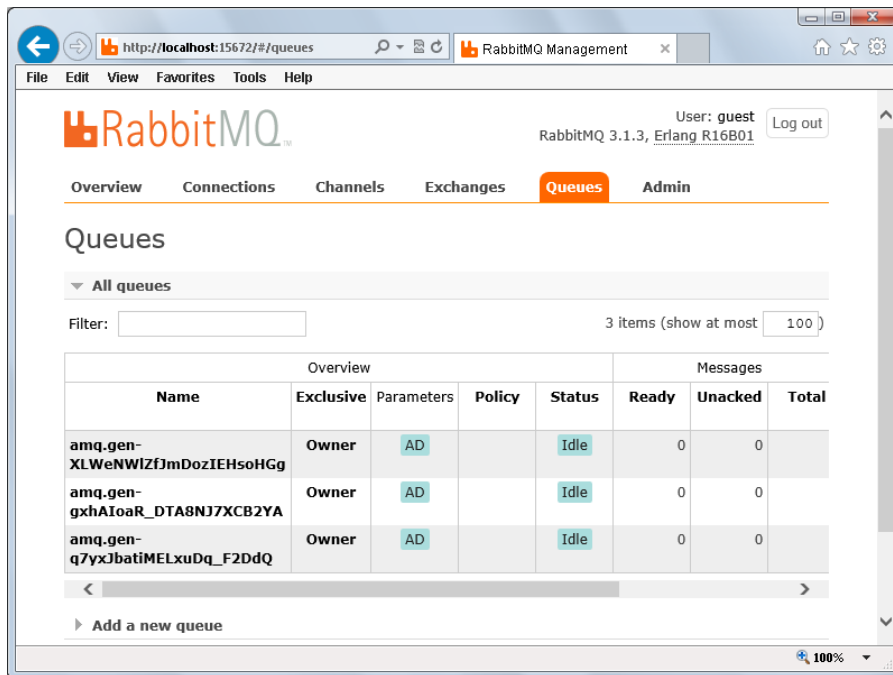 http://localhost:15672/#/queues
RabbitMQ Management
File Edit View Favorites Tools Help
RabbitMQ™
User: guest
RabbitMQ 3.1.3, Erlang R16B01
Log out
Overview Connections Channels Exchanges Queues Admin
Queues
All queues
Filter:
3 items (show at most 100 )
Overview Messages
Name Exclusive Parameters Policy Status Ready Unacked Total
amq.gen-
XLWeNWlZfJmDozIEHsoHGg Owner AD Idle 0 0
amq.gen-
gxhAIoaR_DTA8NJ7XCB2YA Owner AD Idle 0 0
amq.gen-
q7yxJbatiMELxuDq_F2DdQ Owner AD Idle 0 0
Add a new queue
100%